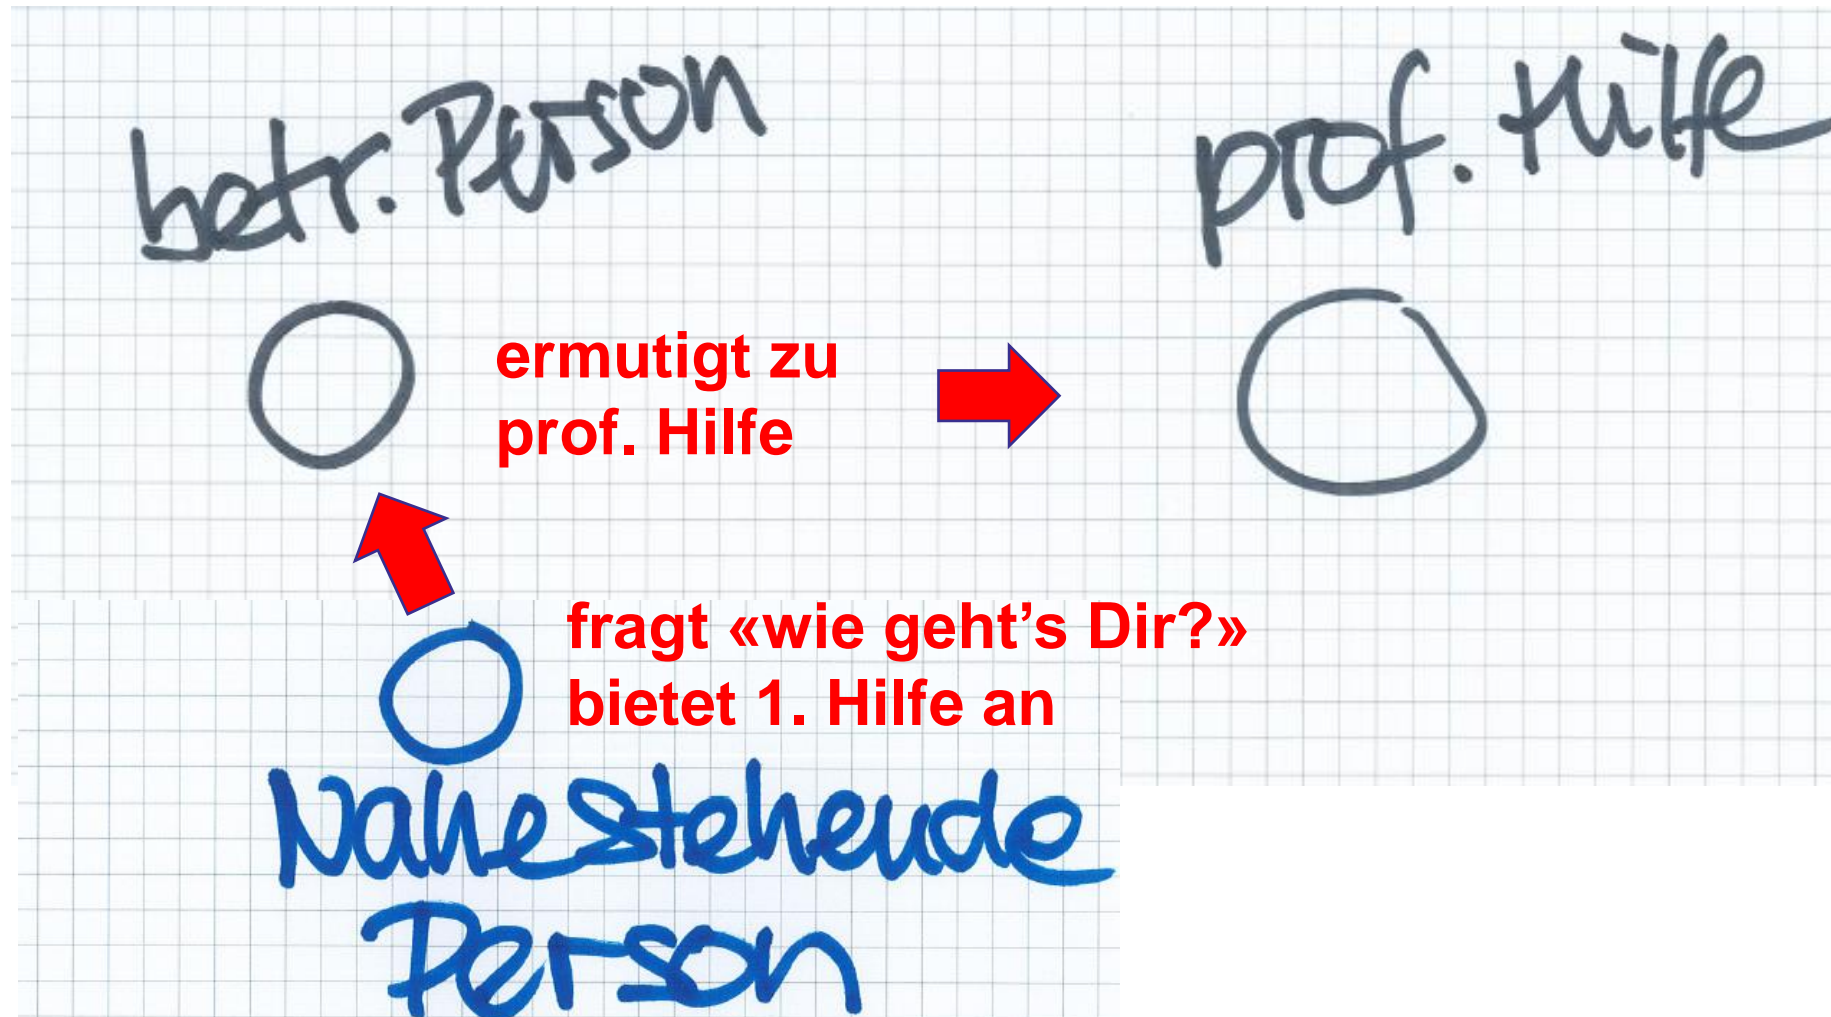 betr. Person
prof. Hilfe
ermutigt zu
prof. Hilfe
fragt «wie geht’s Dir?»
bietet 1. Hilfe an
Nahestehende
Person